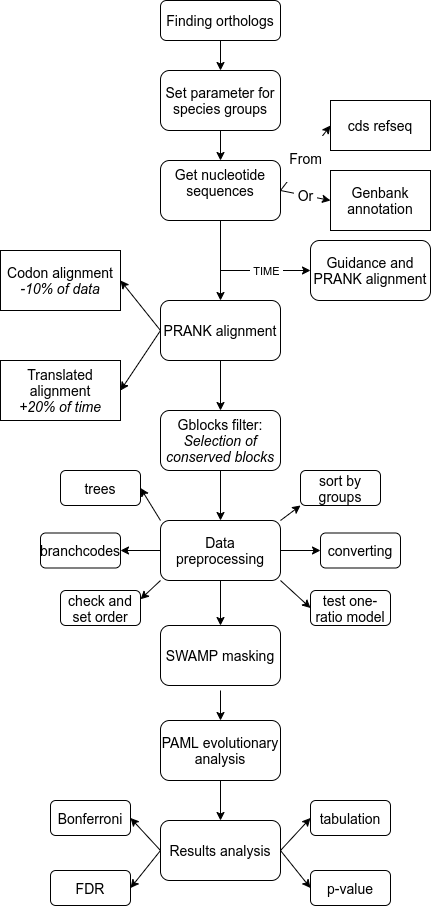 Finding orthologs
Set parameter for
species groups
Get nucleotide
sequences
From
cds refseq
Or
Genbank
annotation
TIME
Guidance and
PRANK alignment
Codon alignment
-10% of data
PRANK alignment
Translated
alignment
+20% of time
Gblocks filter:
Selection of
conserved blocks
trees
sort by
groups
branchcodes
Data
preprocessing
converting
check and
set order
test one-
ratio model
SWAMP masking
PAML evolutionary
analysis
Bonferroni
tabulation
Results analysis
FDR
p-value